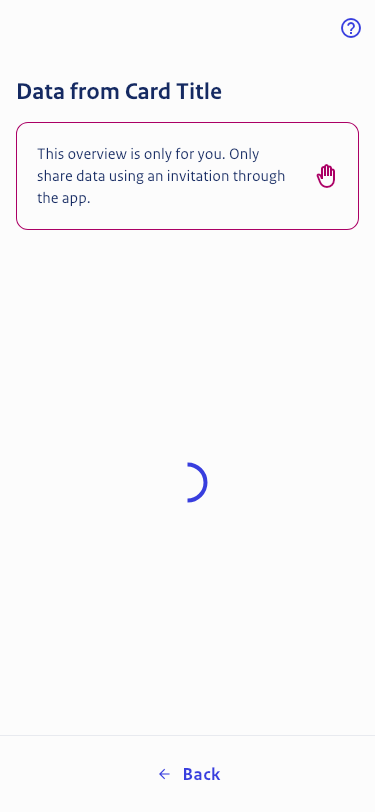 Data from Card Title
This overview is only for you. Only
share data using an invitation through
the app.
Back